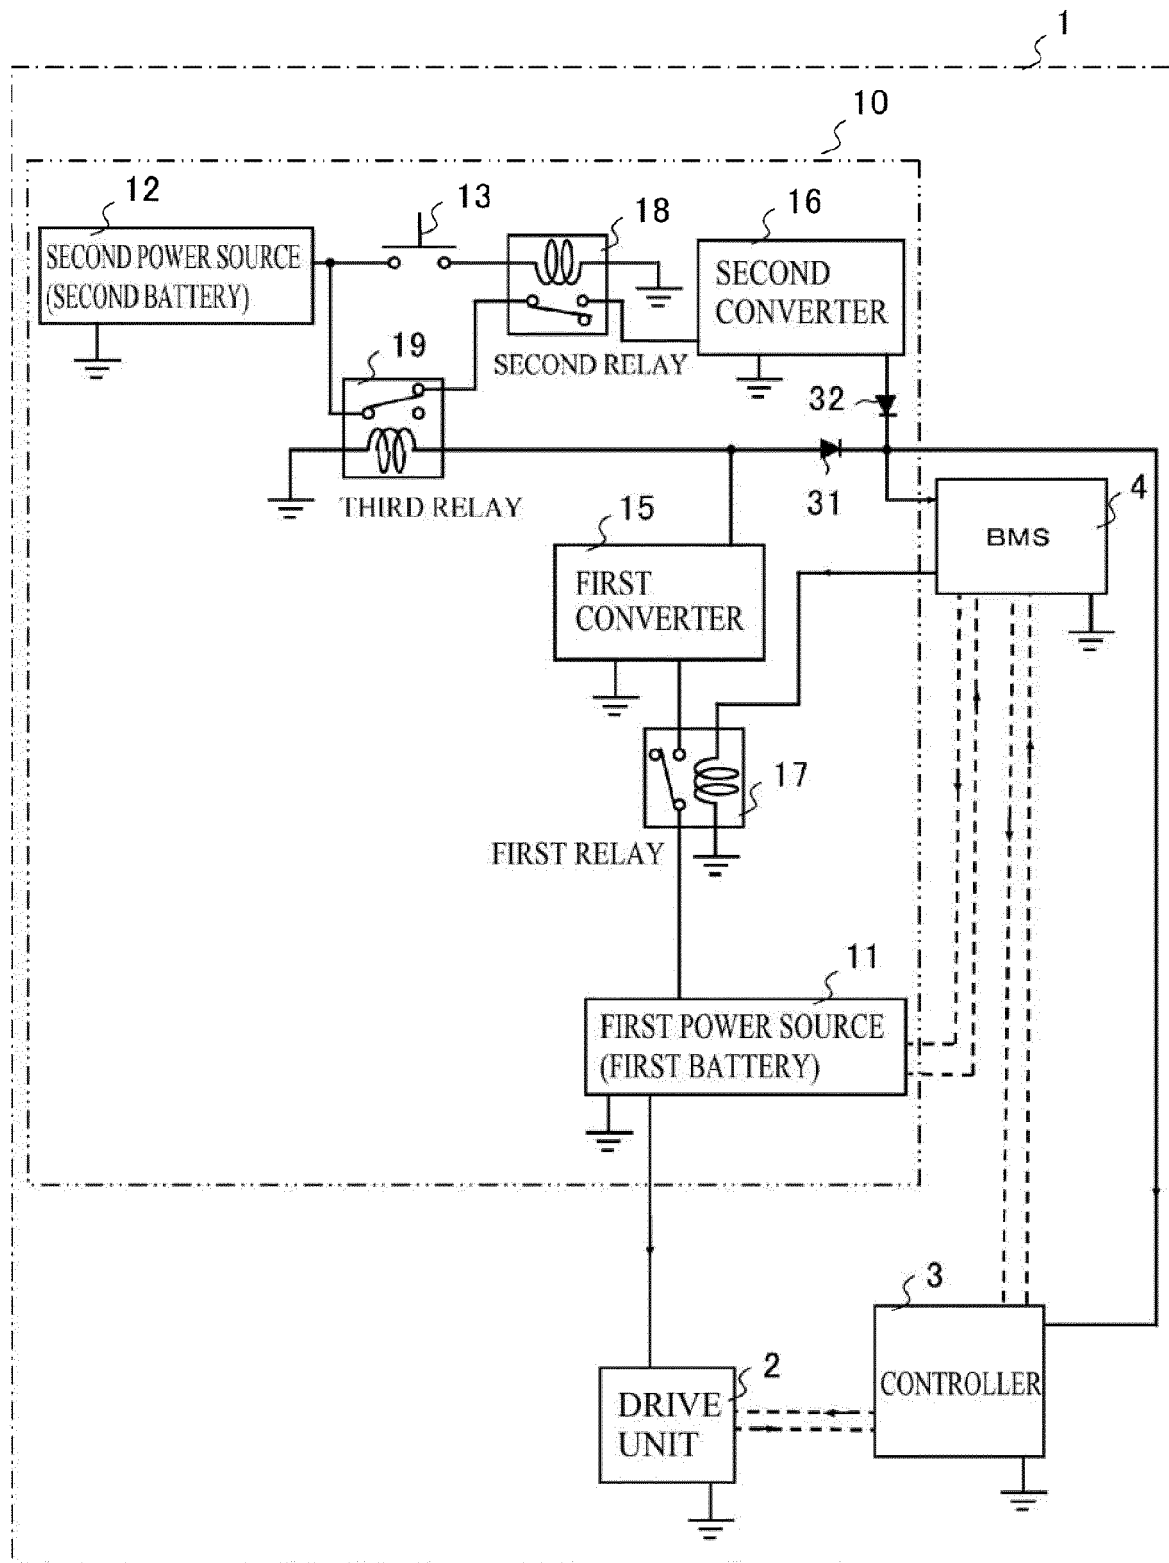 1
10
12
13
18
16
SECOND POWER SOURCE
(SECOND BATTERY)
SECOND
CONVERTER
19
SECOND RELAY
32
THIRD RELAY
31
4
15
BMS
FIRST
CONVERTER
17
FIRST RELAY
11
FIRST POWER SOURCE
(FIRST BATTERY)
3
2
CONTROLLER
DRIVE
UNIT